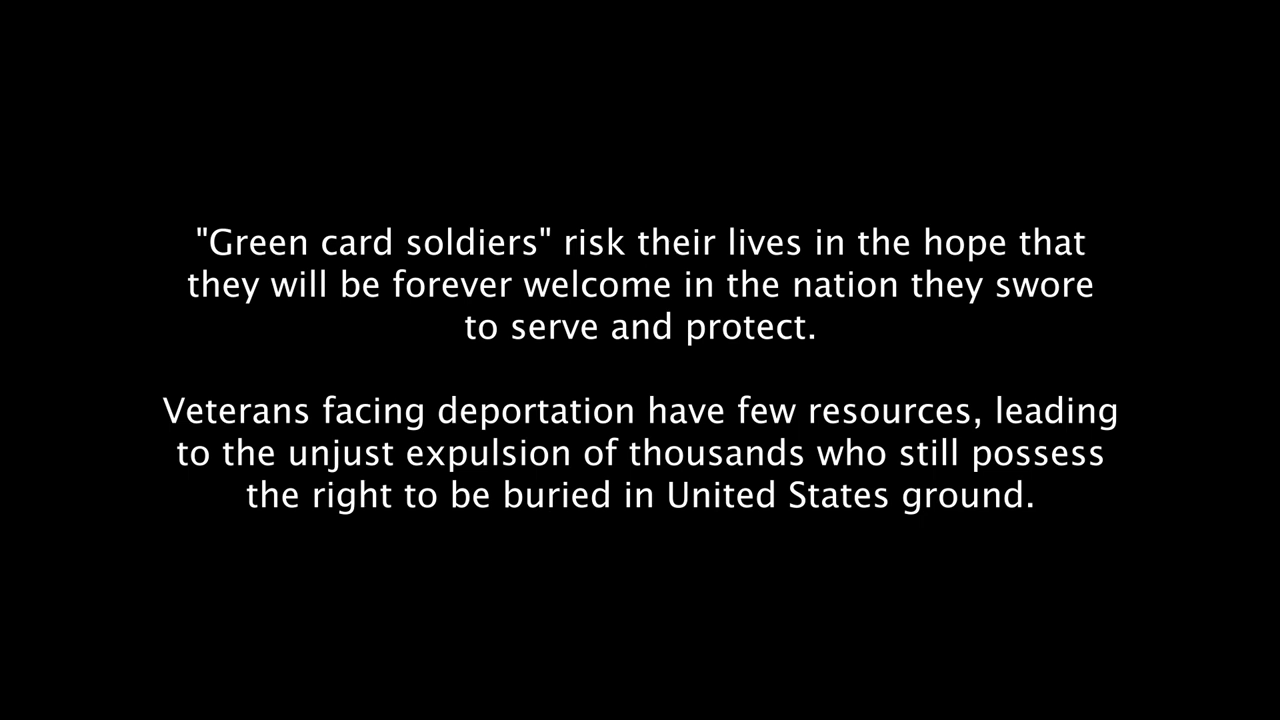 "Green card soldiers" risk their lives in the hope that
they will be forever welcome in the nation they swore
to serve and protect.
Veterans facing deportation have few resources, leading
to the unjust expulsion of thousands who still possess
the right to be buried in United States ground.